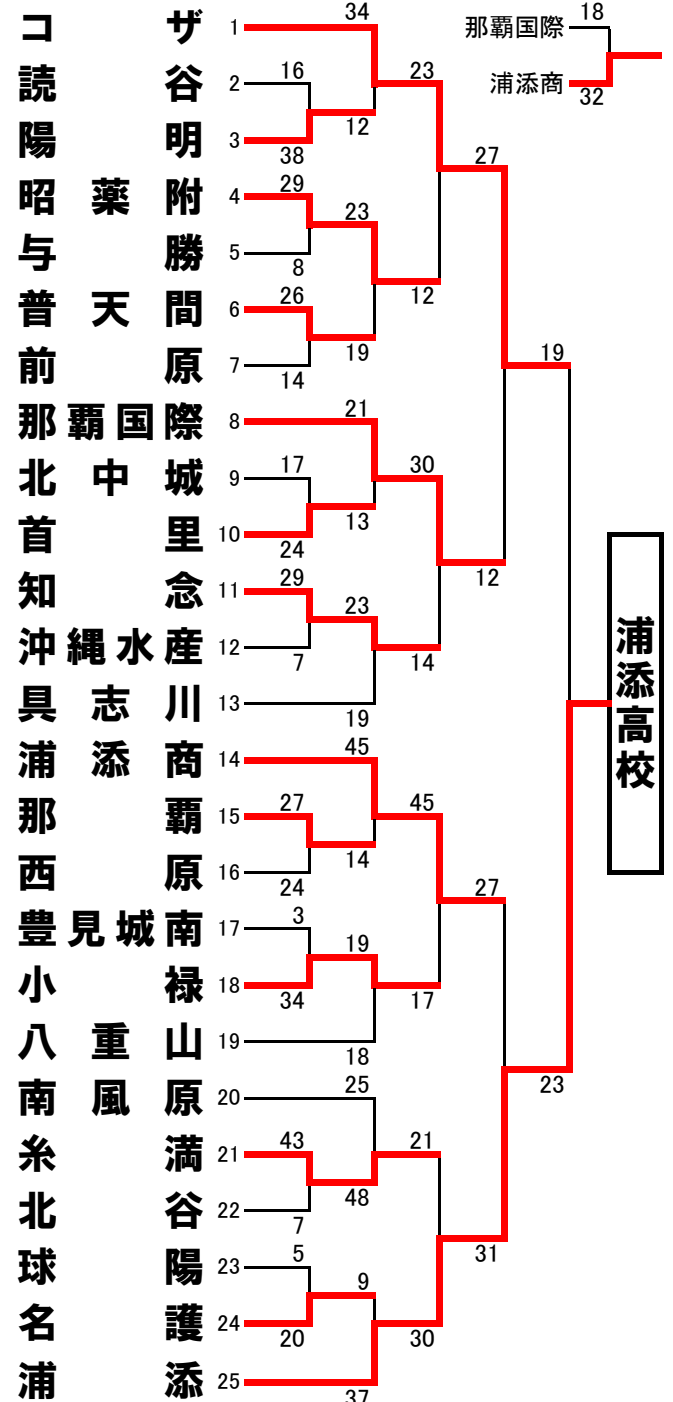 コザ 1 34
読谷 2 16
陽明 3 38
12
23
昭薬附 4 29
与勝 5 8
23
普天間 6 26
前原 7 14
19
12
27
那覇国際 8 21
北中城 9 17
首里 10 24
13
30
知念 11 29
沖縄水産 12 7
23
具志川 13 19
14
12
19
浦添商 14 45
那覇 15 27
西原 16 24
14
45
豊見城南 17 3
小禄 18 34
19
八重山 19 18
17
27
南風原 20 25
糸満 21 43
北谷 22 7
48
21
球陽 23 5
名護 24 20
9
浦添 25 37
30
31
23
那覇国際 18
浦添商 32
浦添高校